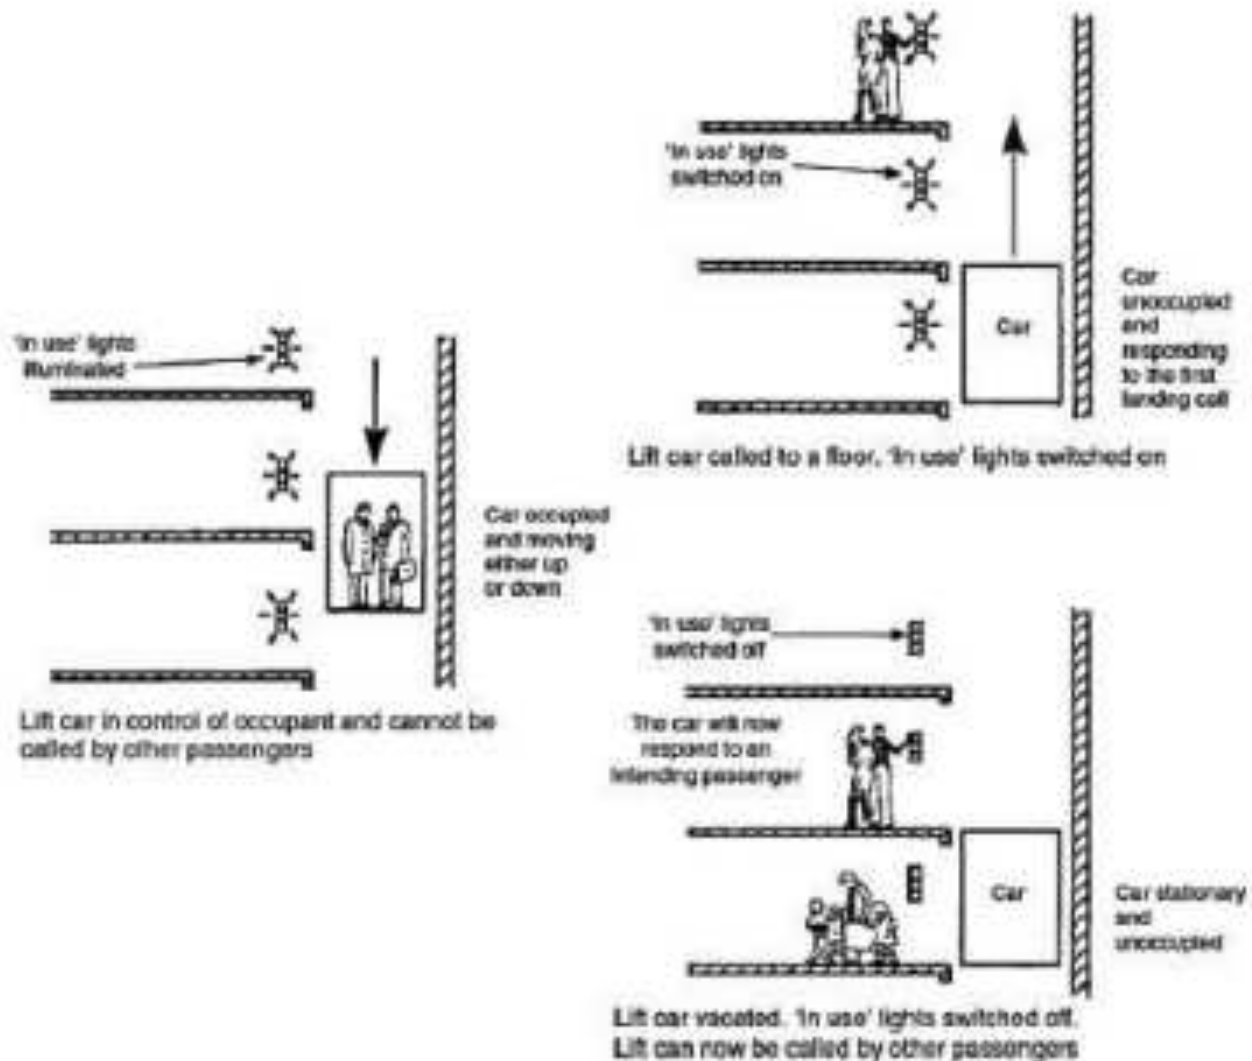 'In use' lights
switched on
Car
Car
unoccupied
and
responding
to the first
landing call
Lift car called to a floor. 'In use' lights switched on
'In use' lights
illuminated
Car occupied
and moving
either up
or down
Lift car in control of occupant and cannot be
called by other passengers
'In use' lights
switched off
The car will now
respond to an
intending passenger
Car
Car stationary
and
unoccupied
Lift car vacated. 'In use' lights switched off.
Lift can now be called by other passengers